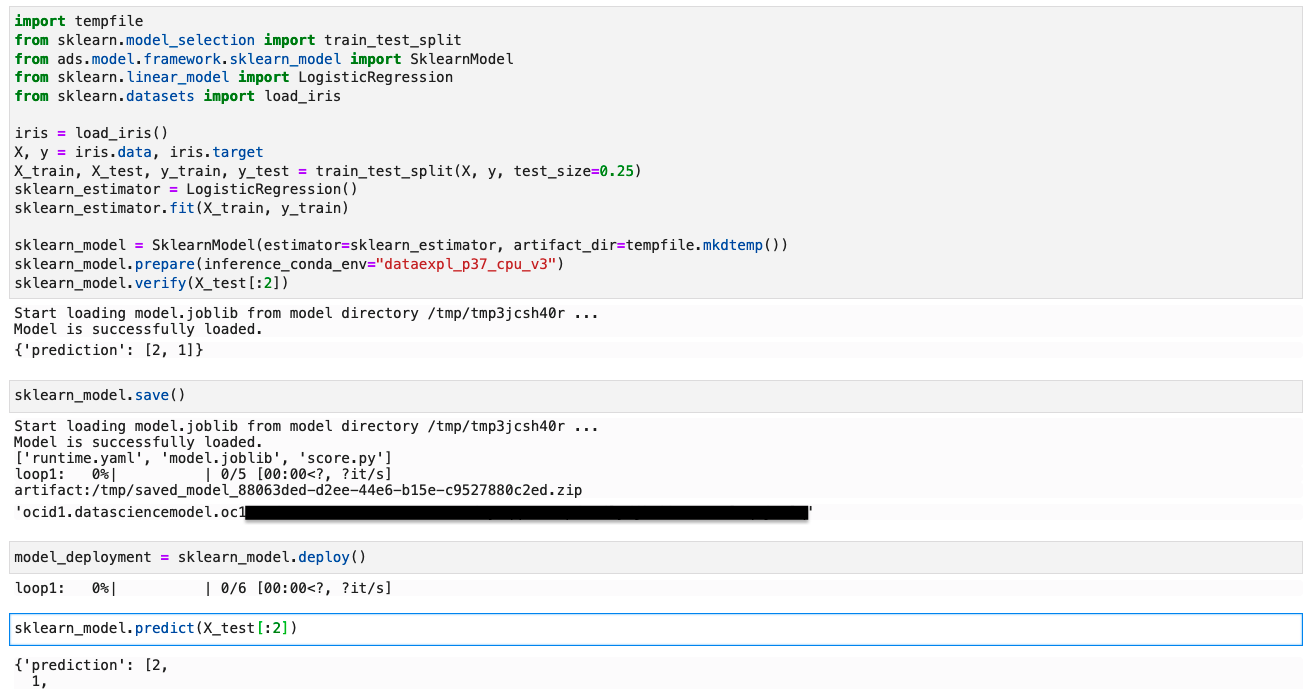 import tempfile
from sklearn.model_selection import train_test_split
from ads.model.framework.sklearn_model import SklearnModel
from sklearn.linear_model import LogisticRegression
from sklearn.datasets import load_iris

iris = load_iris()
X, y = iris.data, iris.target
X_train, X_test, y_train, y_test = train_test_split(X, y, test_size=0.25)
sklearn_estimator = LogisticRegression()
sklearn_estimator.fit(X_train, y_train)

sklearn_model = SklearnModel(estimator=sklearn_estimator, artifact_dir=tempfile.mkdtemp())
sklearn_model.prepare(inference_conda_env="dataexpl_p37_cpu_v3")
sklearn_model.verify(X_test[:2])
Start loading model.joblib from model directory /tmp/tmp3jcsh40r ...
Model is successfully loaded.
{'prediction': [2, 1]}
sklearn_model.save()
Start loading model.joblib from model directory /tmp/tmp3jcsh40r ...
Model is successfully loaded.
['runtime.yaml', 'model.joblib', 'score.py']
loop1:   0%|          | 0/5 [00:00<?, ?it/s]
artifact:/tmp/saved_model_88063ded-d2ee-44e6-b15e-c9527880c2ed.zip
'ocid1.datasciencemodel.oc1 '
model_deployment = sklearn_model.deploy()
loop1:   0%|          | 0/6 [00:00<?, ?it/s]
sklearn_model.predict(X_test[:2])
{'prediction': [2,
  1,